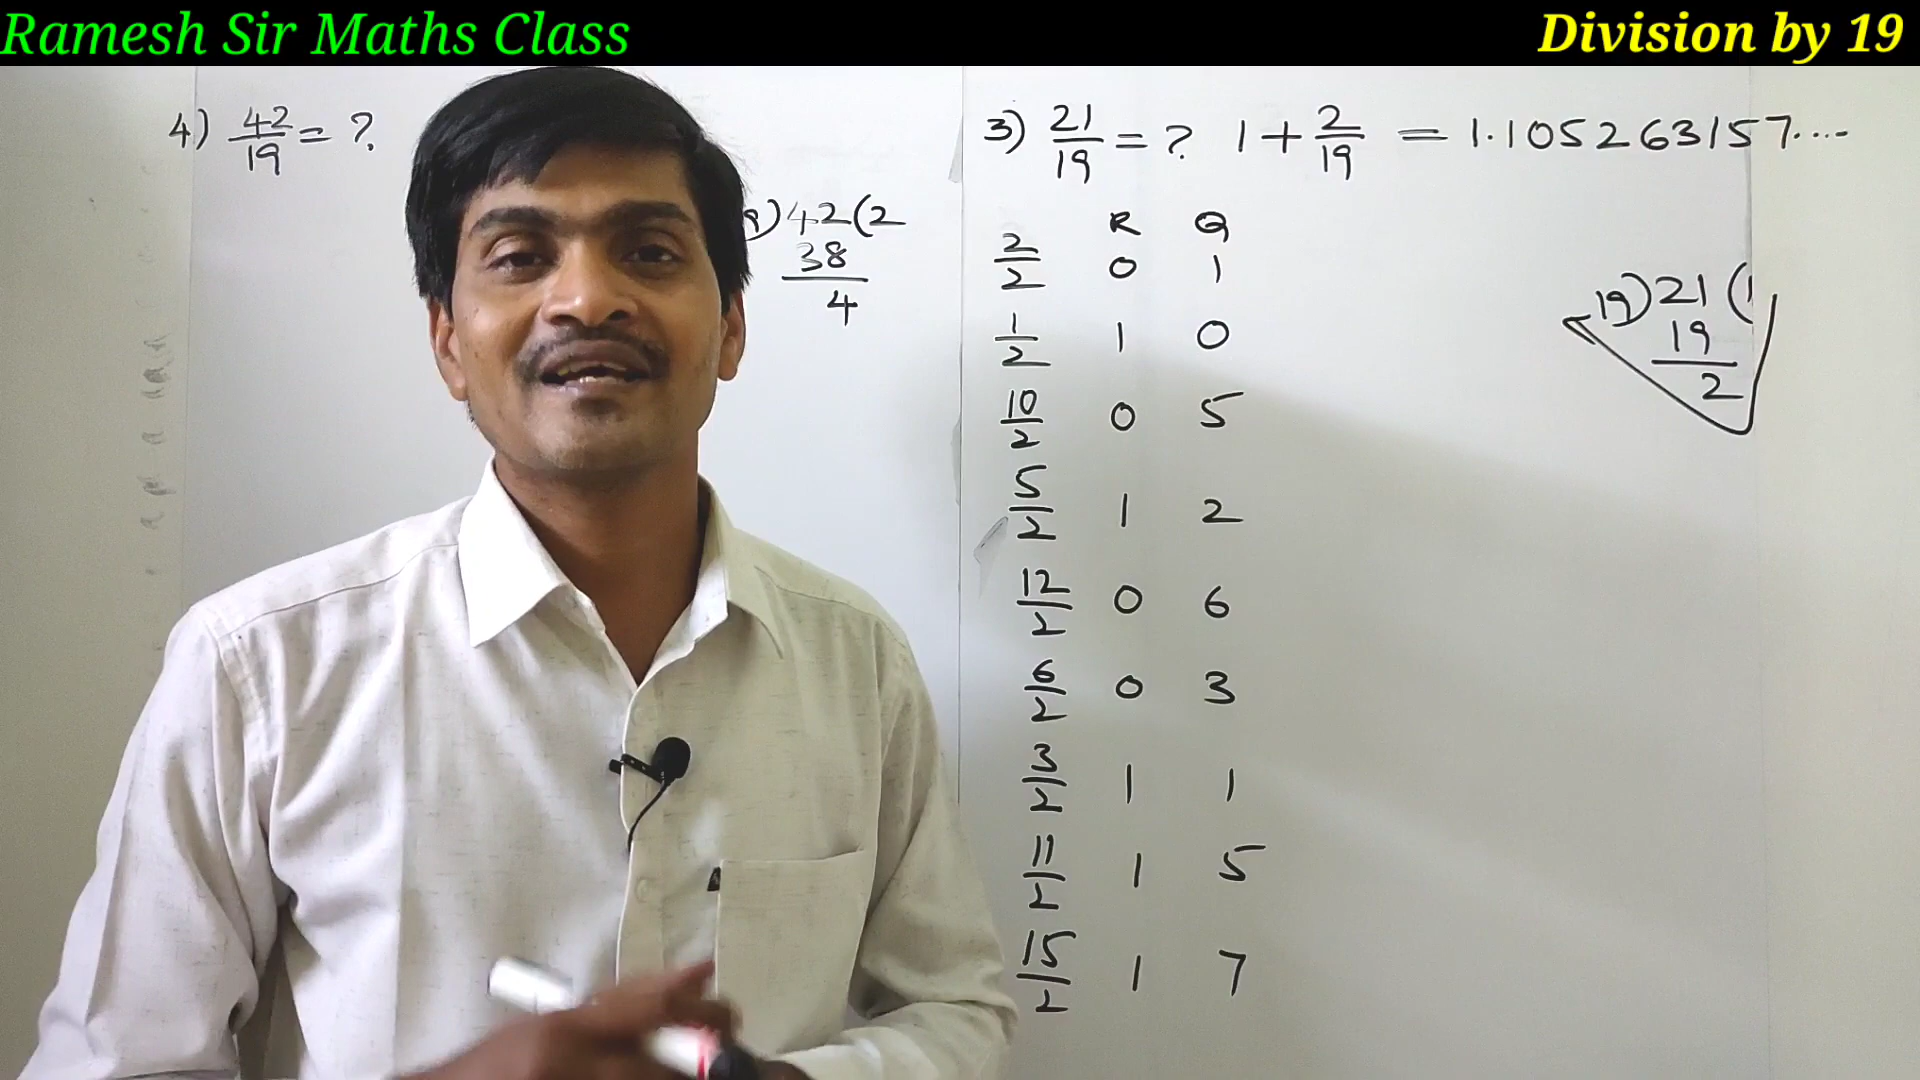 Ramesh Sir Maths Class
Division by 19
4) 42/19 = ?
9)42(2
38
4
3) 21/19 = ? 1 + 2/19 = 1.105263157....
R Q
2/2 0 1
1/2 1 0
10/2 0 5
5/2 1 2
12/2 0 6
6/2 0 3
3/2 1 1
11/2 1 5
15/2 1 7
19)21(1
19
2